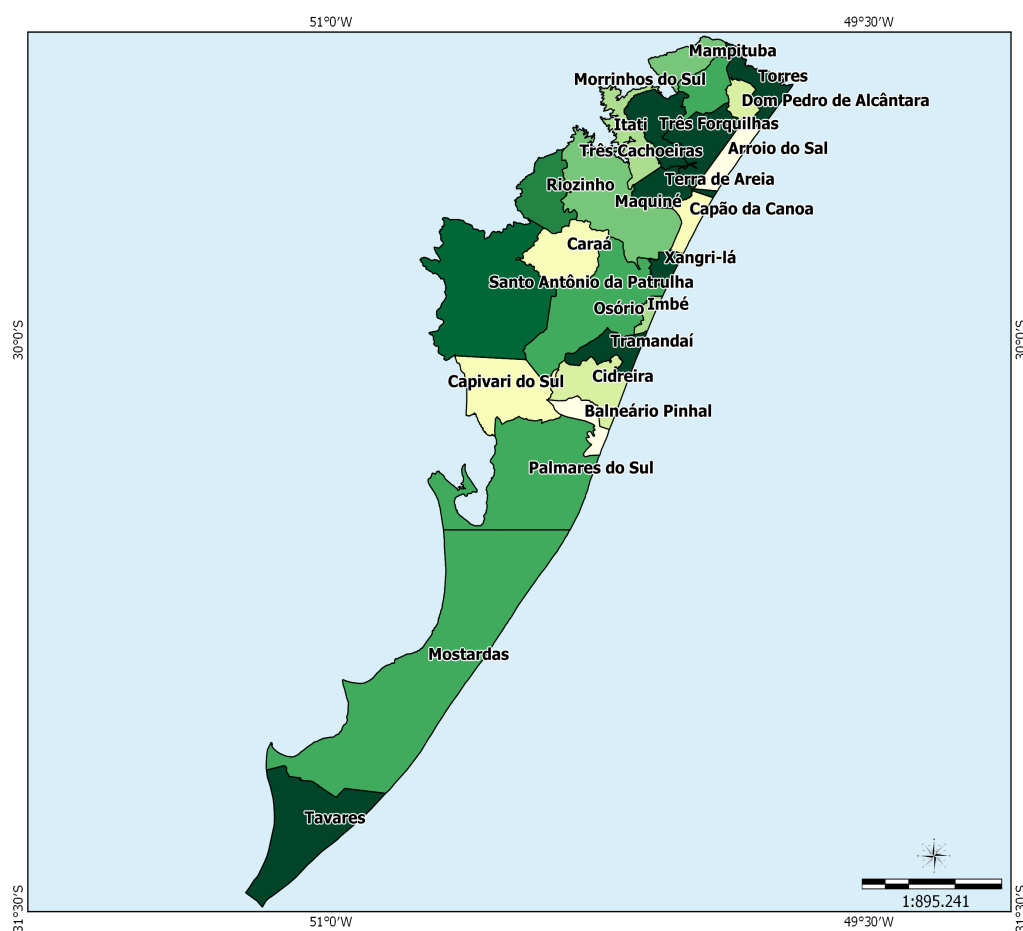 51°0'W
49°30'W
Mampituba
Torres
Morrinhos do Sul
Dom Pedro de Alcântara
Itati
Três Forquilhas
Arroio do Sal
Três Cachoeiras
Terra de Areia
Riozinho
Maquiné
Capão da Canoa
Caraá
Xangri-lá
Santo Antônio da Patrulha
Imbé
Osório
30°0'S
30°0'S
Tramandaí
Cidreira
Capivari do Sul
Balneário Pinhal
Palmares do Sul
Mostardas
Tavares
1:895.241
31°30'S
31°30'S
51°0'W
49°30'W